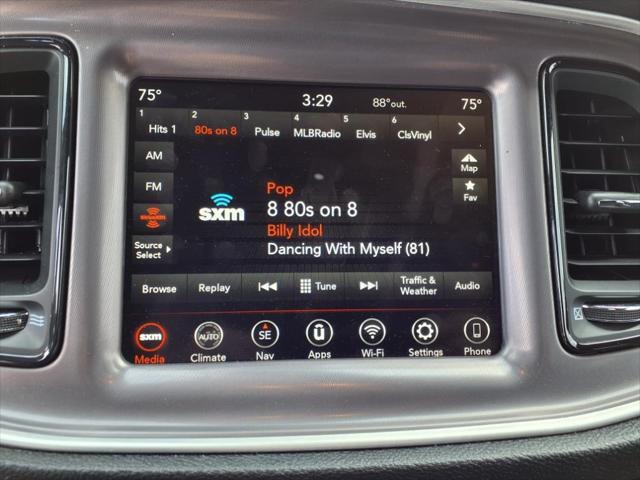 75° 3:29 88°out. 75°
1 Hits 1 2 80s on 8 3 Pulse 4 MLBRadio 5 Elvis 6 ClsVinyl
AM
FM
SIRIUSXM
Source Select
Map
Fav
sxm
Pop
8 80s on 8
Billy Idol
Dancing With Myself (81)
Browse Replay Tune Traffic & Weather Audio
sxm AUTO SE
Media Climate Nav Apps Wi-Fi Settings Phone